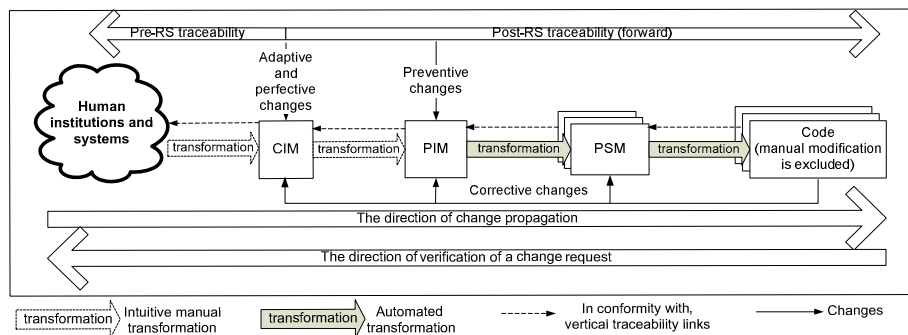 Pre-RS traceability
Post-RS traceability (forward)
Adaptive
and
perfective
changes
Preventive
changes
Human
institutions and
systems
transformation
CIM
transformation
PIM
transformation
PSM
transformation
Code
(manual modification
is excluded)
Corrective changes
The direction of change propagation
The direction of verification of a change request
transformation
Intuitive manual
transformation
transformation
Automated
transformation
In conformity with,
vertical traceability links
Changes